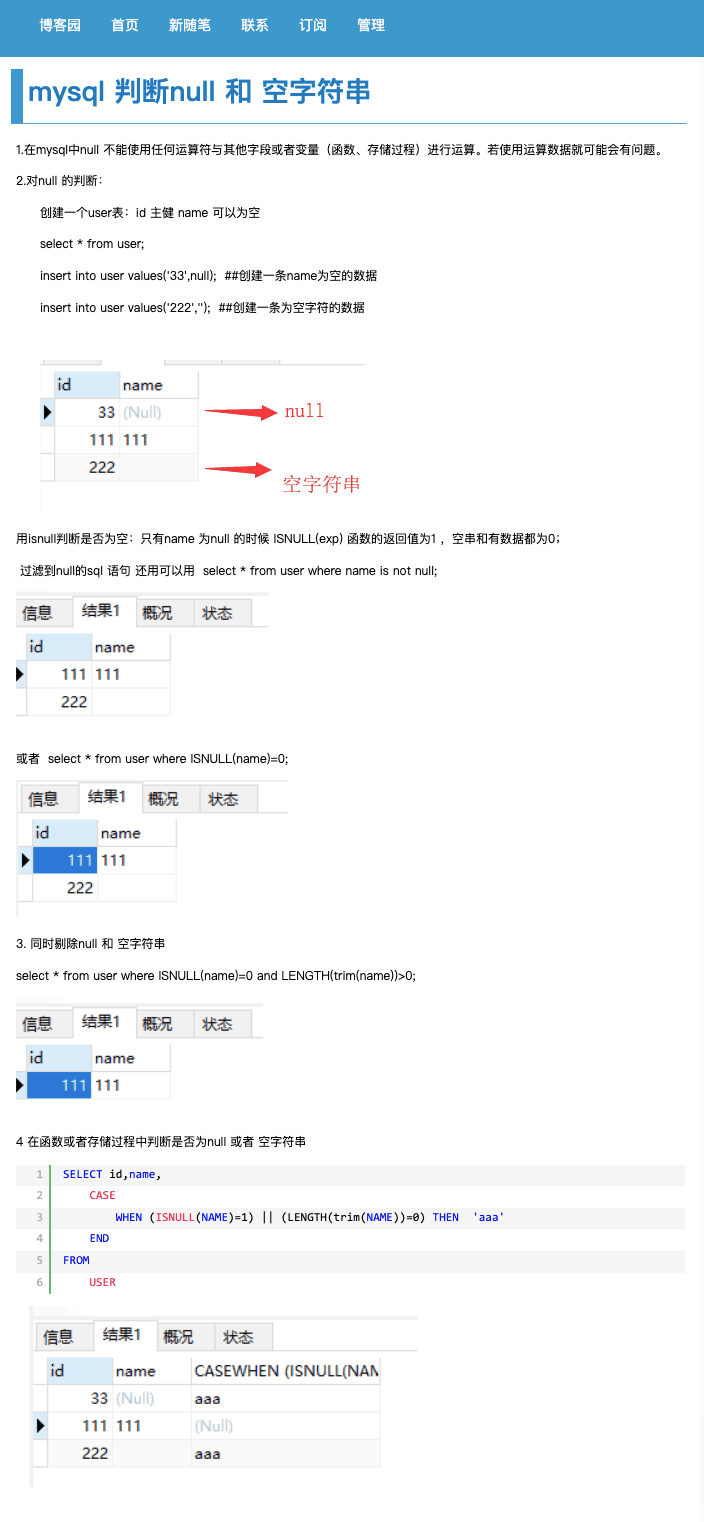 博客园 首页 新随笔 联系 订阅 管理
mysql 判断null 和 空字符串
1.在mysql中null 不能使用任何运算符与其他字段或者变量（函数、存储过程）进行运算。若使用运算数据就可能会有问题。
2.对null 的判断：
创建一个user表：id 主健 name 可以为空
select * from user;
insert into user values('33',null);  ##创建一条name为空的数据
insert into user values('222','');  ##创建一条为空字符的数据
id name
33 (Null) null
111 111
222
空字符串
用isnull判断是否为空：只有name 为null 的时候 ISNULL(exp) 函数的返回值为1 ，空串和有数据都为0；
过滤到null的sql 语句 还用可以用  select * from user where name is not null;
信息 结果1 概况 状态
id name
111 111
222
或者  select * from user where ISNULL(name)=0;
信息 结果1 概况 状态
id name
111 111
222
3. 同时剔除null 和 空字符串
select * from user where ISNULL(name)=0 and LENGTH(trim(name))>0;
信息 结果1 概况 状态
id name
111 111
4 在函数或者存储过程中判断是否为null 或者 空字符串
1 SELECT id,name,
2 CASE
3 WHEN (ISNULL(NAME)=1) || (LENGTH(trim(NAME))=0) THEN  'aaa'
4 END
5 FROM
6 USER
信息 结果1 概况 状态
id name CASEWHEN (ISNULL(NAM
33 (Null) aaa
111 111 (Null)
222 aaa